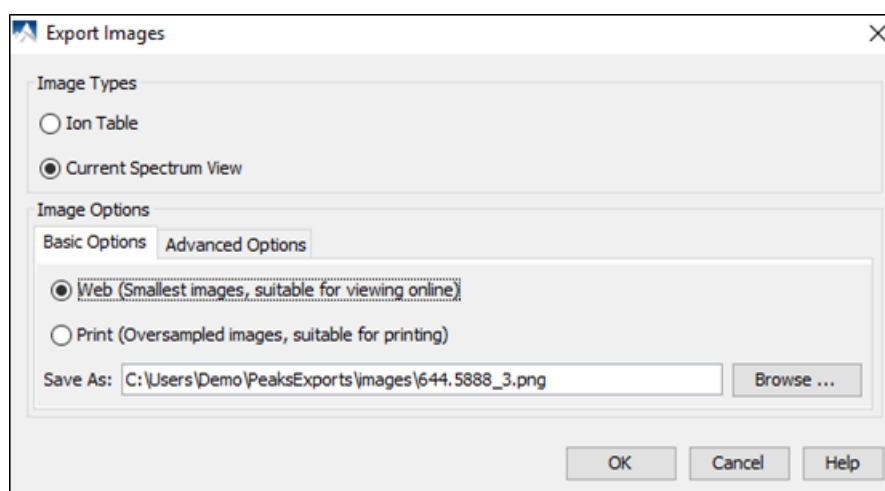 Export Images
Image Types
Ion Table
Current Spectrum View
Image Options
Basic Options Advanced Options
Web (Smallest images, suitable for viewing online)
Print (Oversampled images, suitable for printing)
Save As: C:\Users\Demo\PeaksExports\images\644.5888_3.png Browse ...
OK Cancel Help